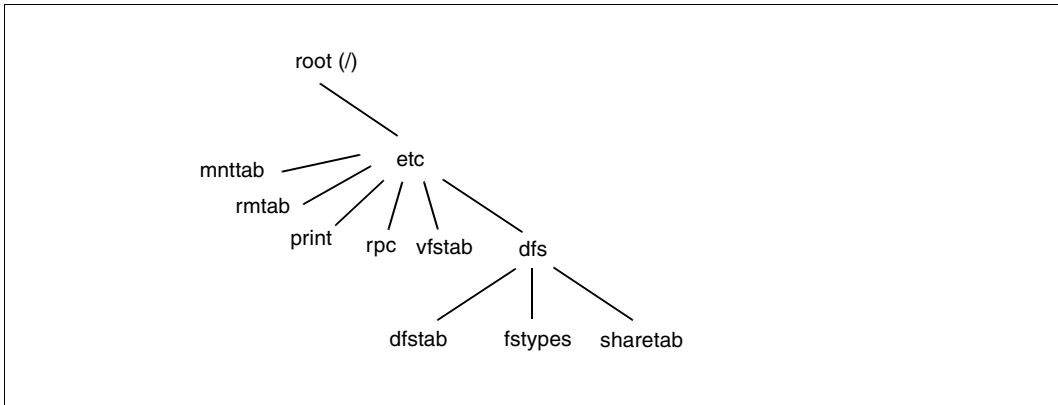 root (/)
etc
mnttab
rmtab
print
rpc
vfstab
dfs
dfstab
fstypes
sharetab